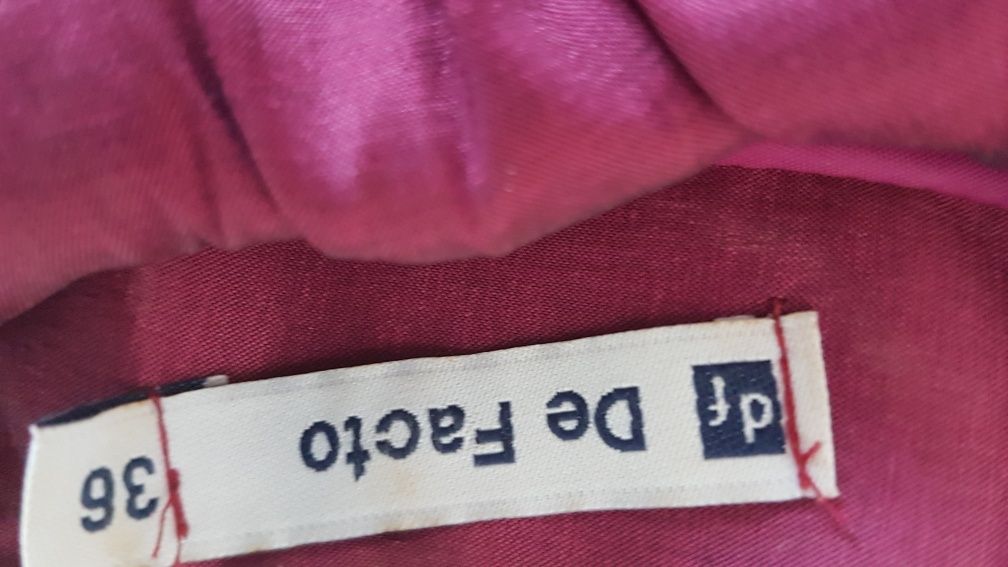 df De Facto 36